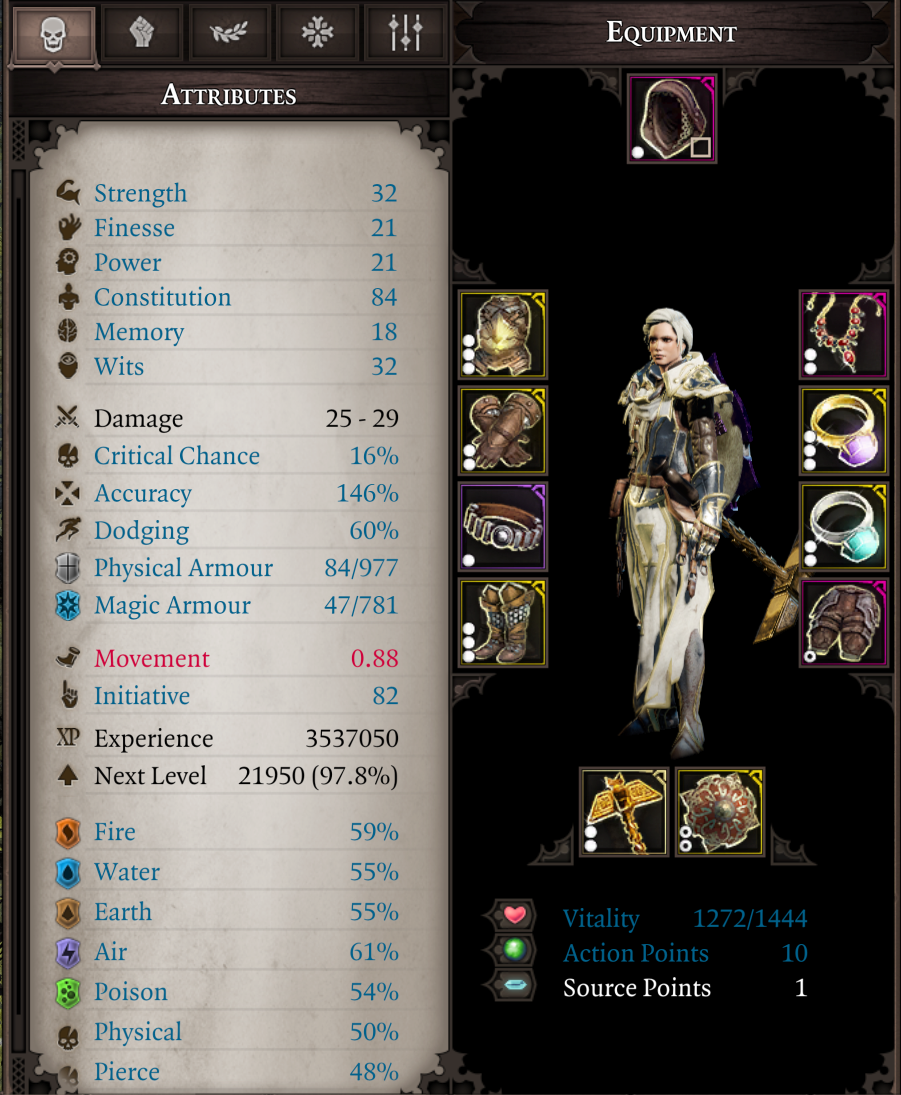 Attributes
Strength 32
Finesse 21
Power 21
Constitution 84
Memory 18
Wits 32
Damage 25 - 29
Critical Chance 16%
Accuracy 146%
Dodging 60%
Physical Armour 84/977
Magic Armour 47/781
Movement 0.88
Initiative 82
XP Experience 3537050
Next Level 21950 (97.8%)
Fire 59%
Water 55%
Earth 55%
Air 61%
Poison 54%
Physical 50%
Pierce 48%
Equipment
Vitality 1272/1444
Action Points 10
Source Points 1